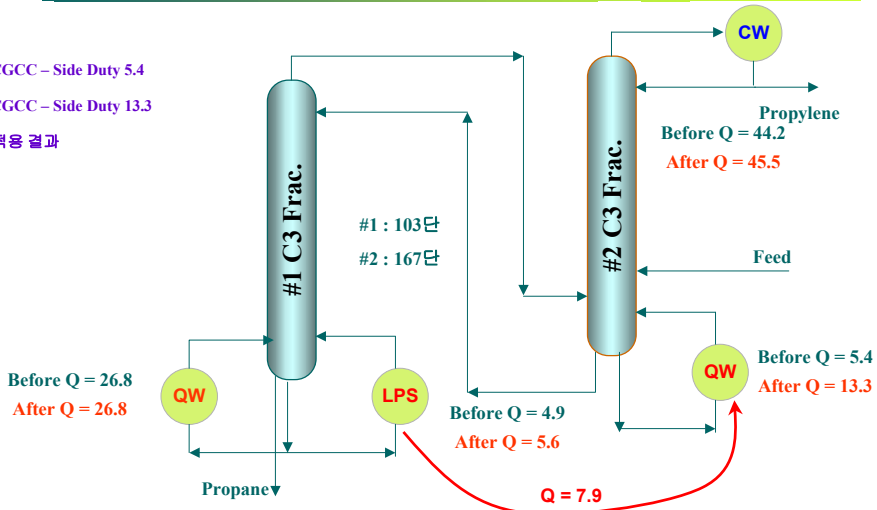 CW
CGCC – Side Duty 5.4
CGCC – Side Duty 13.3
적용 결과
Propylene
Before Q = 44.2
After Q = 45.5
#1 C3 Frac.
#2 C3 Frac.
#1 : 103단
#2 : 167단
Feed
Before Q = 26.8
After Q = 26.8
QW
LPS
Before Q = 4.9
After Q = 5.6
QW
Before Q = 5.4
After Q = 13.3
Propane
Q = 7.9